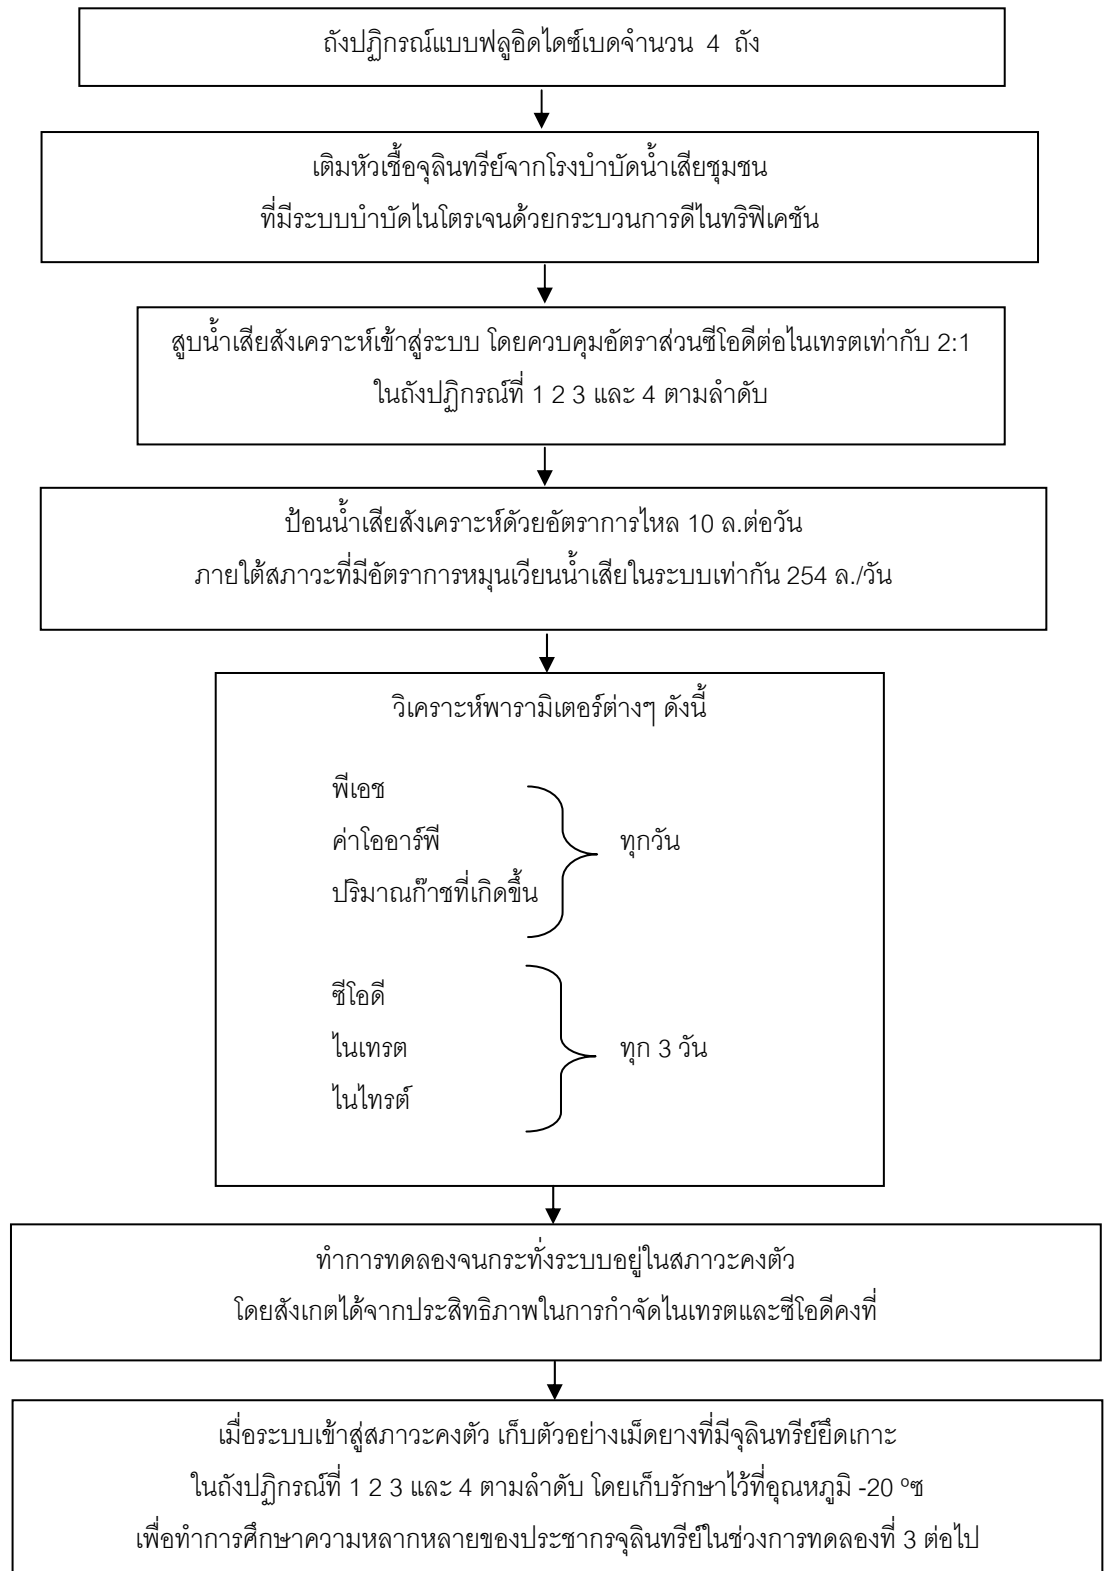 ถังปฏิกรณ์แบบฟลูอิดไดซ์เบดจำนวน 4 ถัง
เติมหัวเชื้อจุลินทรีย์จากโรงบำบัดน้ำเสียชุมชน
ที่มีระบบบำบัดไนโตรเจนด้วยกระบวนการดีไนทริฟิเคชัน
สูบน้ำเสียสังเคราะห์เข้าสู่ระบบ โดยควบคุมอัตราส่วนซีโอดีต่อไนเทรตเท่ากับ 2:1
ในถังปฏิกรณ์ที่ 1 2 3 และ 4 ตามลำดับ
ป้อนน้ำเสียสังเคราะห์ด้วยอัตราการไหล 10 ล.ต่อวัน
ภายใต้สภาวะที่มีอัตราการหมุนเวียนน้ำเสียในระบบเท่ากัน 254 ล./วัน
วิเคราะห์พารามิเตอร์ต่างๆ ดังนี้
พีเอช
ค่าโออาร์พี ทุกวัน
ปริมาณก๊าชที่เกิดขึ้น
ซีโอดี
ไนเทรต ทุก 3 วัน
ไนไทรต์
ทำการทดลองจนกระทั่งระบบอยู่ในสภาวะคงตัว
โดยสังเกตได้จากประสิทธิภาพในการกำจัดไนเทรตและซีโอดีคงที่
เมื่อระบบเข้าสู่สภาวะคงตัว เก็บตัวอย่างเม็ดยางที่มีจุลินทรีย์ยึดเกาะ
ในถังปฏิกรณ์ที่ 1 2 3 และ 4 ตามลำดับ โดยเก็บรักษาไว้ที่อุณหภูมิ -20 ºซ
เพื่อทำการศึกษาความหลากหลายของประชากรจุลินทรีย์ในช่วงการทดลองที่ 3 ต่อไป